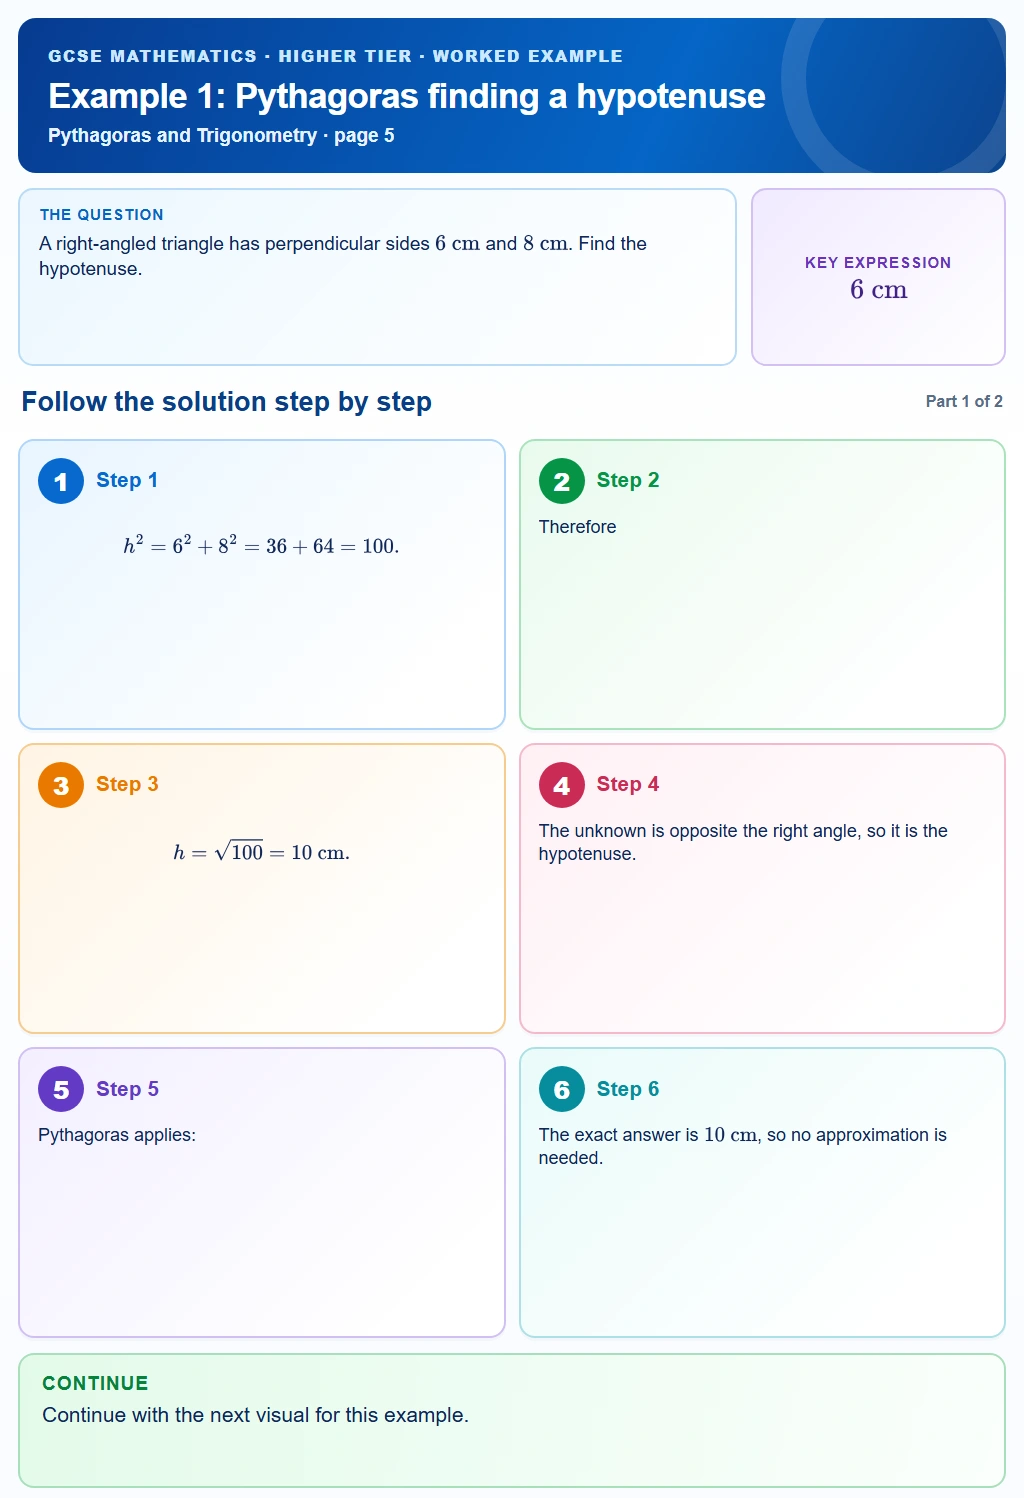 GCSE MATHEMATICS · HIGHER TIER · WORKED EXAMPLE
Example 1: Pythagoras finding a hypotenuse
Pythagoras and Trigonometry · page 5
THE QUESTION
A right-angled triangle has perpendicular sides 6 cm and 8 cm. Find the
hypotenuse.
KEY EXPRESSION
6 cm
Follow the solution step by step
Part 1 of 2
1 Step 1
h² = 6² + 8² = 36 + 64 = 100.
2 Step 2
Therefore
3 Step 3
h = √100 = 10 cm.
4 Step 4
The unknown is opposite the right angle, so it is the
hypotenuse.
5 Step 5
Pythagoras applies:
6 Step 6
The exact answer is 10 cm, so no approximation is
needed.
CONTINUE
Continue with the next visual for this example.